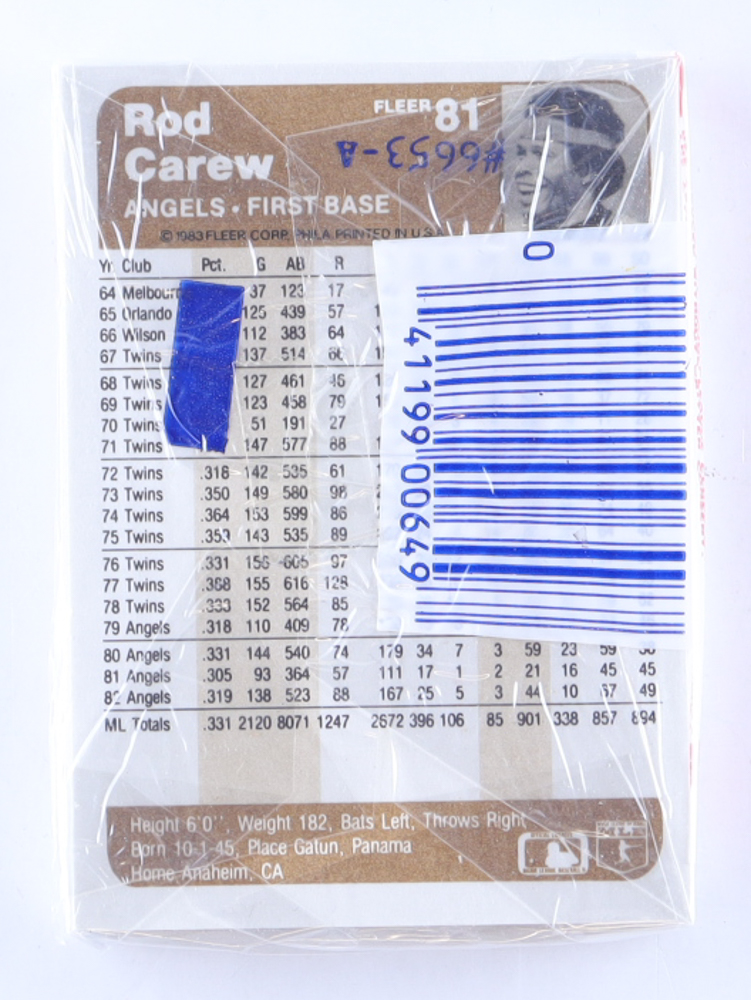 Rod
Carew
FLEER 81
#6653-A
ANGELS • FIRST BASE
© 1983 FLEER CORP. PHILA. PRINTED IN U.S.A
0
41199 00649
Yr Club Pct. G AB R
64 Melbourne 37 123 17
65 Orlando 125 439 57
66 Wilson 112 383 64
67 Twins 137 514 66
68 Twins 127 461 46
69 Twins 123 458 79
70 Twins 51 191 27
71 Twins 147 577 88
72 Twins .318 142 535 61
73 Twins .350 149 580 98
74 Twins .364 153 599 86
75 Twins .359 143 535 89
76 Twins .331 156 605 97
77 Twins .388 155 616 128
78 Twins .333 152 564 85
79 Angels .318 110 409 78
80 Angels .331 144 540 74 179 34 7 3 59 23 59
81 Angels .305 93 364 57 111 17 1 2 21 16 45 45
82 Angels .319 138 523 88 167 25 5 3 44 10 67 49
ML Totals .331 2120 8071 1247 2672 396 106 85 901 338 857 894
Height 6'0", Weight 182, Bats Left, Throws Right
Born 10-1-45, Place Gatun, Panama
Home Anaheim, CA